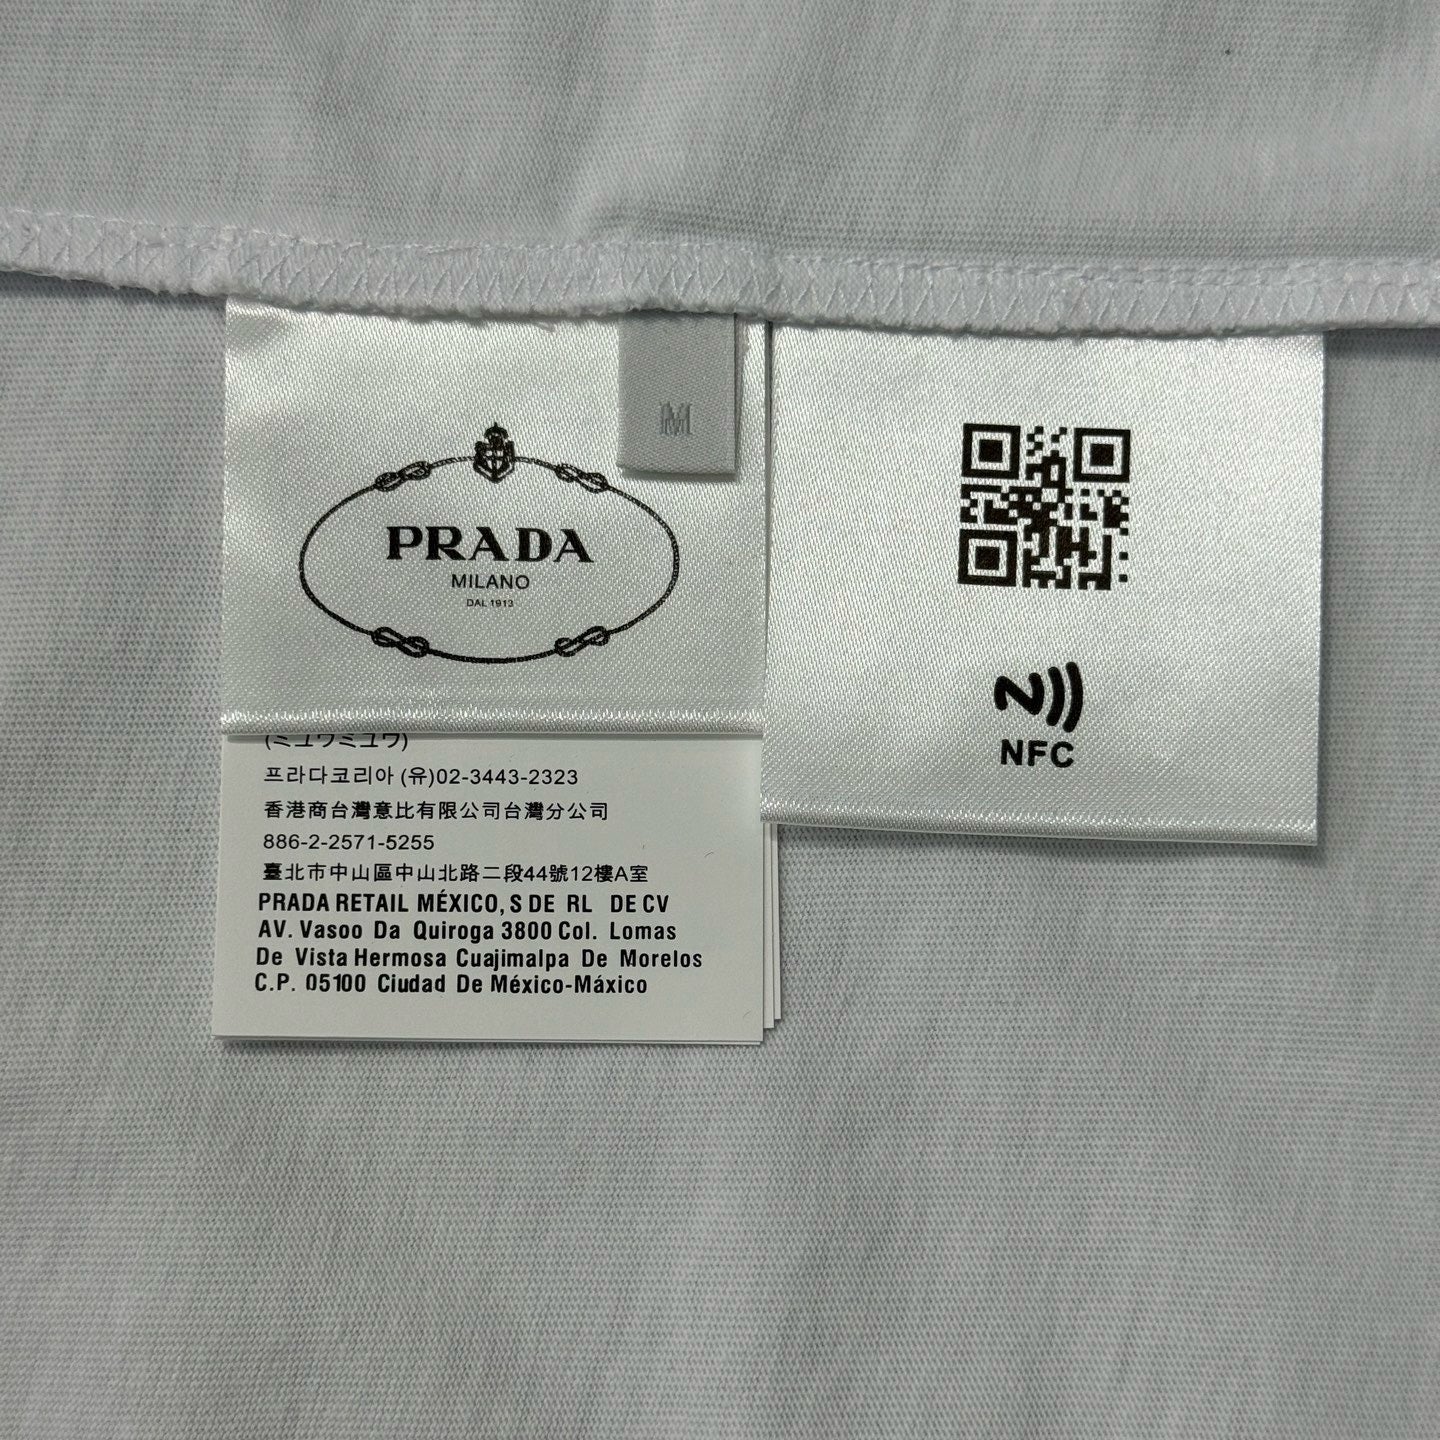 M
PRADA
MILANO
DAL 1913
NFC
(ミユウミユウ)
프라다코리아 (유)02-3443-2323
香港商台灣意比有限公司台灣分公司
886-2-2571-5255
臺北市中山區中山北路二段44號12樓A室
PRADA RETAIL MÉXICO, S DE RL DE CV
AV. Vasoo Da Quiroga 3800 Col. Lomas
De Vista Hermosa Cuajimalpa De Morelos
C.P. 05100 Ciudad De México-Máxico